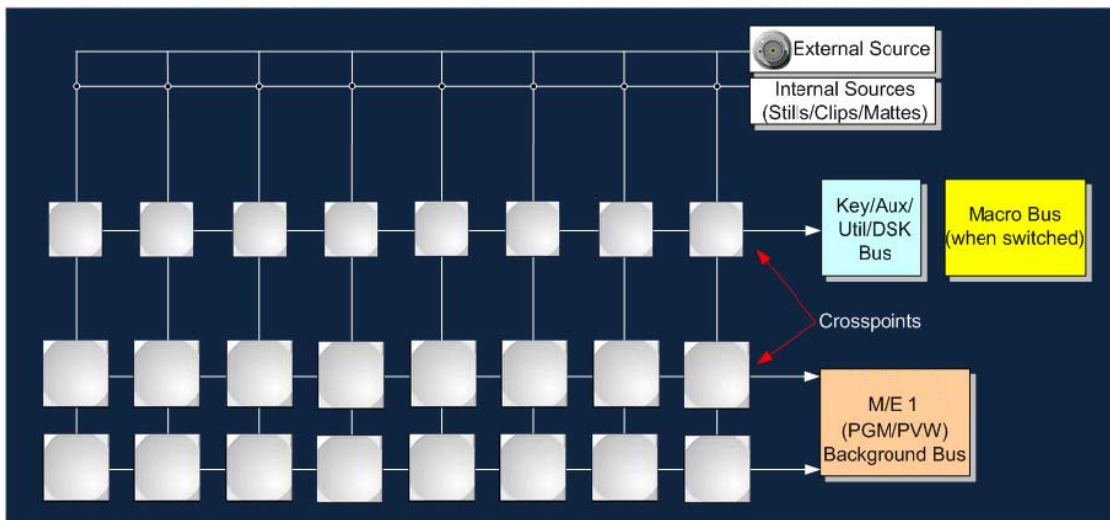 External Source
Internal Sources
(Stills/Clips/Mattes)
Key/Aux/
Util/DSK
Bus
Macro Bus
(when switched)
Crosspoints
M/E 1
(PGM/PVW)
Background Bus